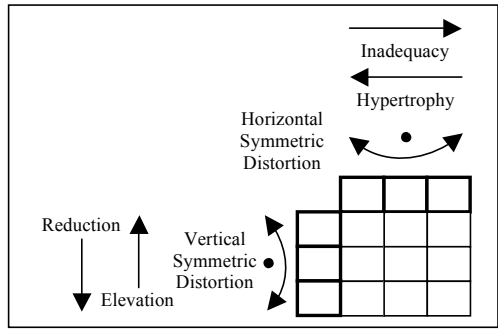 Inadequacy
Hypertrophy
Horizontal
Symmetric
Distortion
Reduction
Elevation
Vertical
Symmetric
Distortion